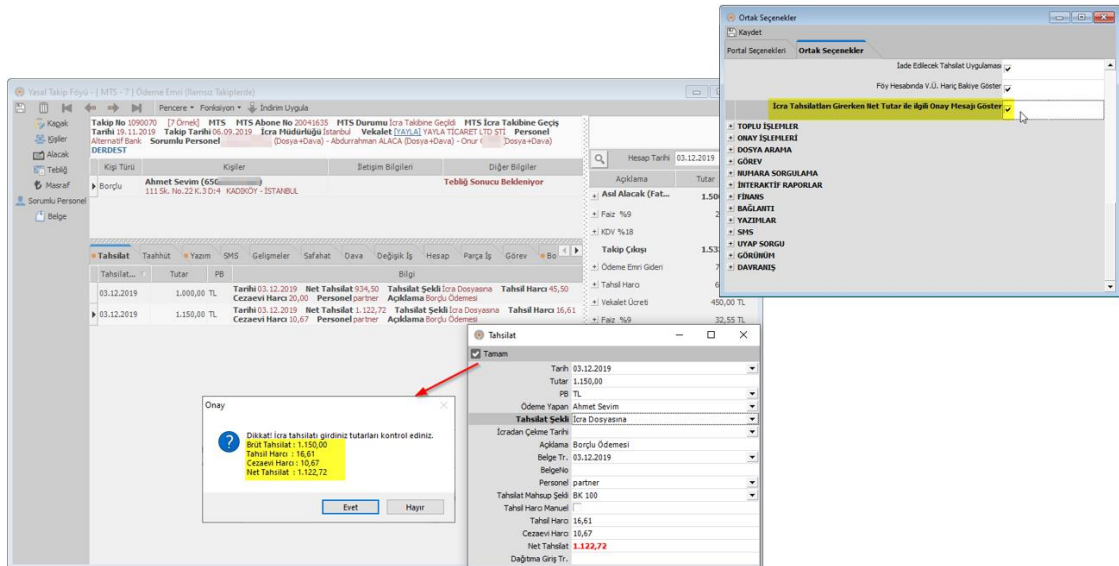 Ortak Seçenekler
Kaydet
Portal Seçenekleri Ortak Seçenekler
İade Edilecek Tahsilat Uygulaması
Föy Hesabında V.Ü. Hariç Bakiye Göster
İcra Tahsilatları Girerken Net Tutar ile ilgili Onay Mesajı Göster
TOPLU İŞLEMLER
ONAY İŞLEMLERİ
DOSYA ARAMA
GÖREV
NUMARA SORGULAMA
İNTERAKTİF RAPORLAR
FİNANS
BAĞLANTI
YAZIMLAR
SMS
UYAP SORGU
GÖRÜNÜM
DAVRANIŞ
Yasal Takip Föyü - [ MTS - 7 ] Ödeme Emri (İlamsız Takiplerde)
Pencere Fonksiyon İndirim Uygula
Kapak
Kişiler
Alacak
Tebliğ
Masraf
Sorumlu Personel
Belge
Takip No 1090070 [7 Örnek] MTS MTS Abone No 20041635 MTS Durumu İcra Takibine Geçildi MTS İcra Takibine Geçiş
Tarihi 19.11.2019 Takip Tarihi 06.09.2019 İcra Müdürlüğü İstanbul Vekalet [YAYLA] YAYLA TİCARET LTD ŞTİ Personel
Alternatif Bank Sorumlu Personel (Dosya+Dava) - Abdurrahman ALACA (Dosya+Dava) - Onur (Dosya+Dava)
DERDEST
Kişi Türü Kişiler İletişim Bilgileri Diğer Bilgiler
Borçlu Ahmet Sevim (650 ) Tebliğ Sonucu Bekleniyor
111 Sk. No.22 K.3 D:4 KADIKÖY - İSTANBUL
Hesap Tarihi 03.12.2019
Açıklama Tutar
Asıl Alacak (Fat... 1.50
Faiz %9 2
KDV %18
Takip Çıkışı 1.53
Ödeme Emri Gideri 7
Tahsil Harcı 6
Vekalet Ücreti 450,00 TL
Faiz %9 32,55 TL
Tahsilat Taahhüt Yazım SMS Gelişmeler Safahat Dava Değişik İş Hesap Parça İş Görev Bo
Tahsilat... Tutar PB Bilgi
03.12.2019 1.000,00 TL Tarihi 03.12.2019 Net Tahsilat 934,50 Tahsilat Şekli İcra Dosyasına Tahsil Harcı 45,50
Cezaevi Harcı 20,00 Personel partner Açıklama Borçlu Ödemesi
03.12.2019 1.150,00 TL Tarihi 03.12.2019 Net Tahsilat 1.122,72 Tahsilat Şekli İcra Dosyasına Tahsil Harcı 16,61
Cezaevi Harcı 10,67 Personel partner Açıklama Borçlu Ödemesi
Onay
Dikkat! İcra tahsilatı girdiniz tutarları kontrol ediniz.
Brüt Tahsilat : 1.150,00
Tahsil Harcı : 16,61
Cezaevi Harcı : 10,67
Net Tahsilat : 1.122,72
Evet Hayır
Tahsilat
Tamam
Tarih 03.12.2019
Tutar 1.150,00
PB TL
Ödeme Yapan Ahmet Sevim
Tahsilat Şekli İcra Dosyasına
İcradan Çekme Tarihi
Açıklama Borçlu Ödemesi
Belge Tr. 03.12.2019
BelgeNo
Personel partner
Tahsilat Mahsup Şekli BK 100
Tahsil Harcı Manuel
Tahsil Harcı 16,61
Cezaevi Harcı 10,67
Net Tahsilat 1.122,72
Dağıtma Giriş Tr.